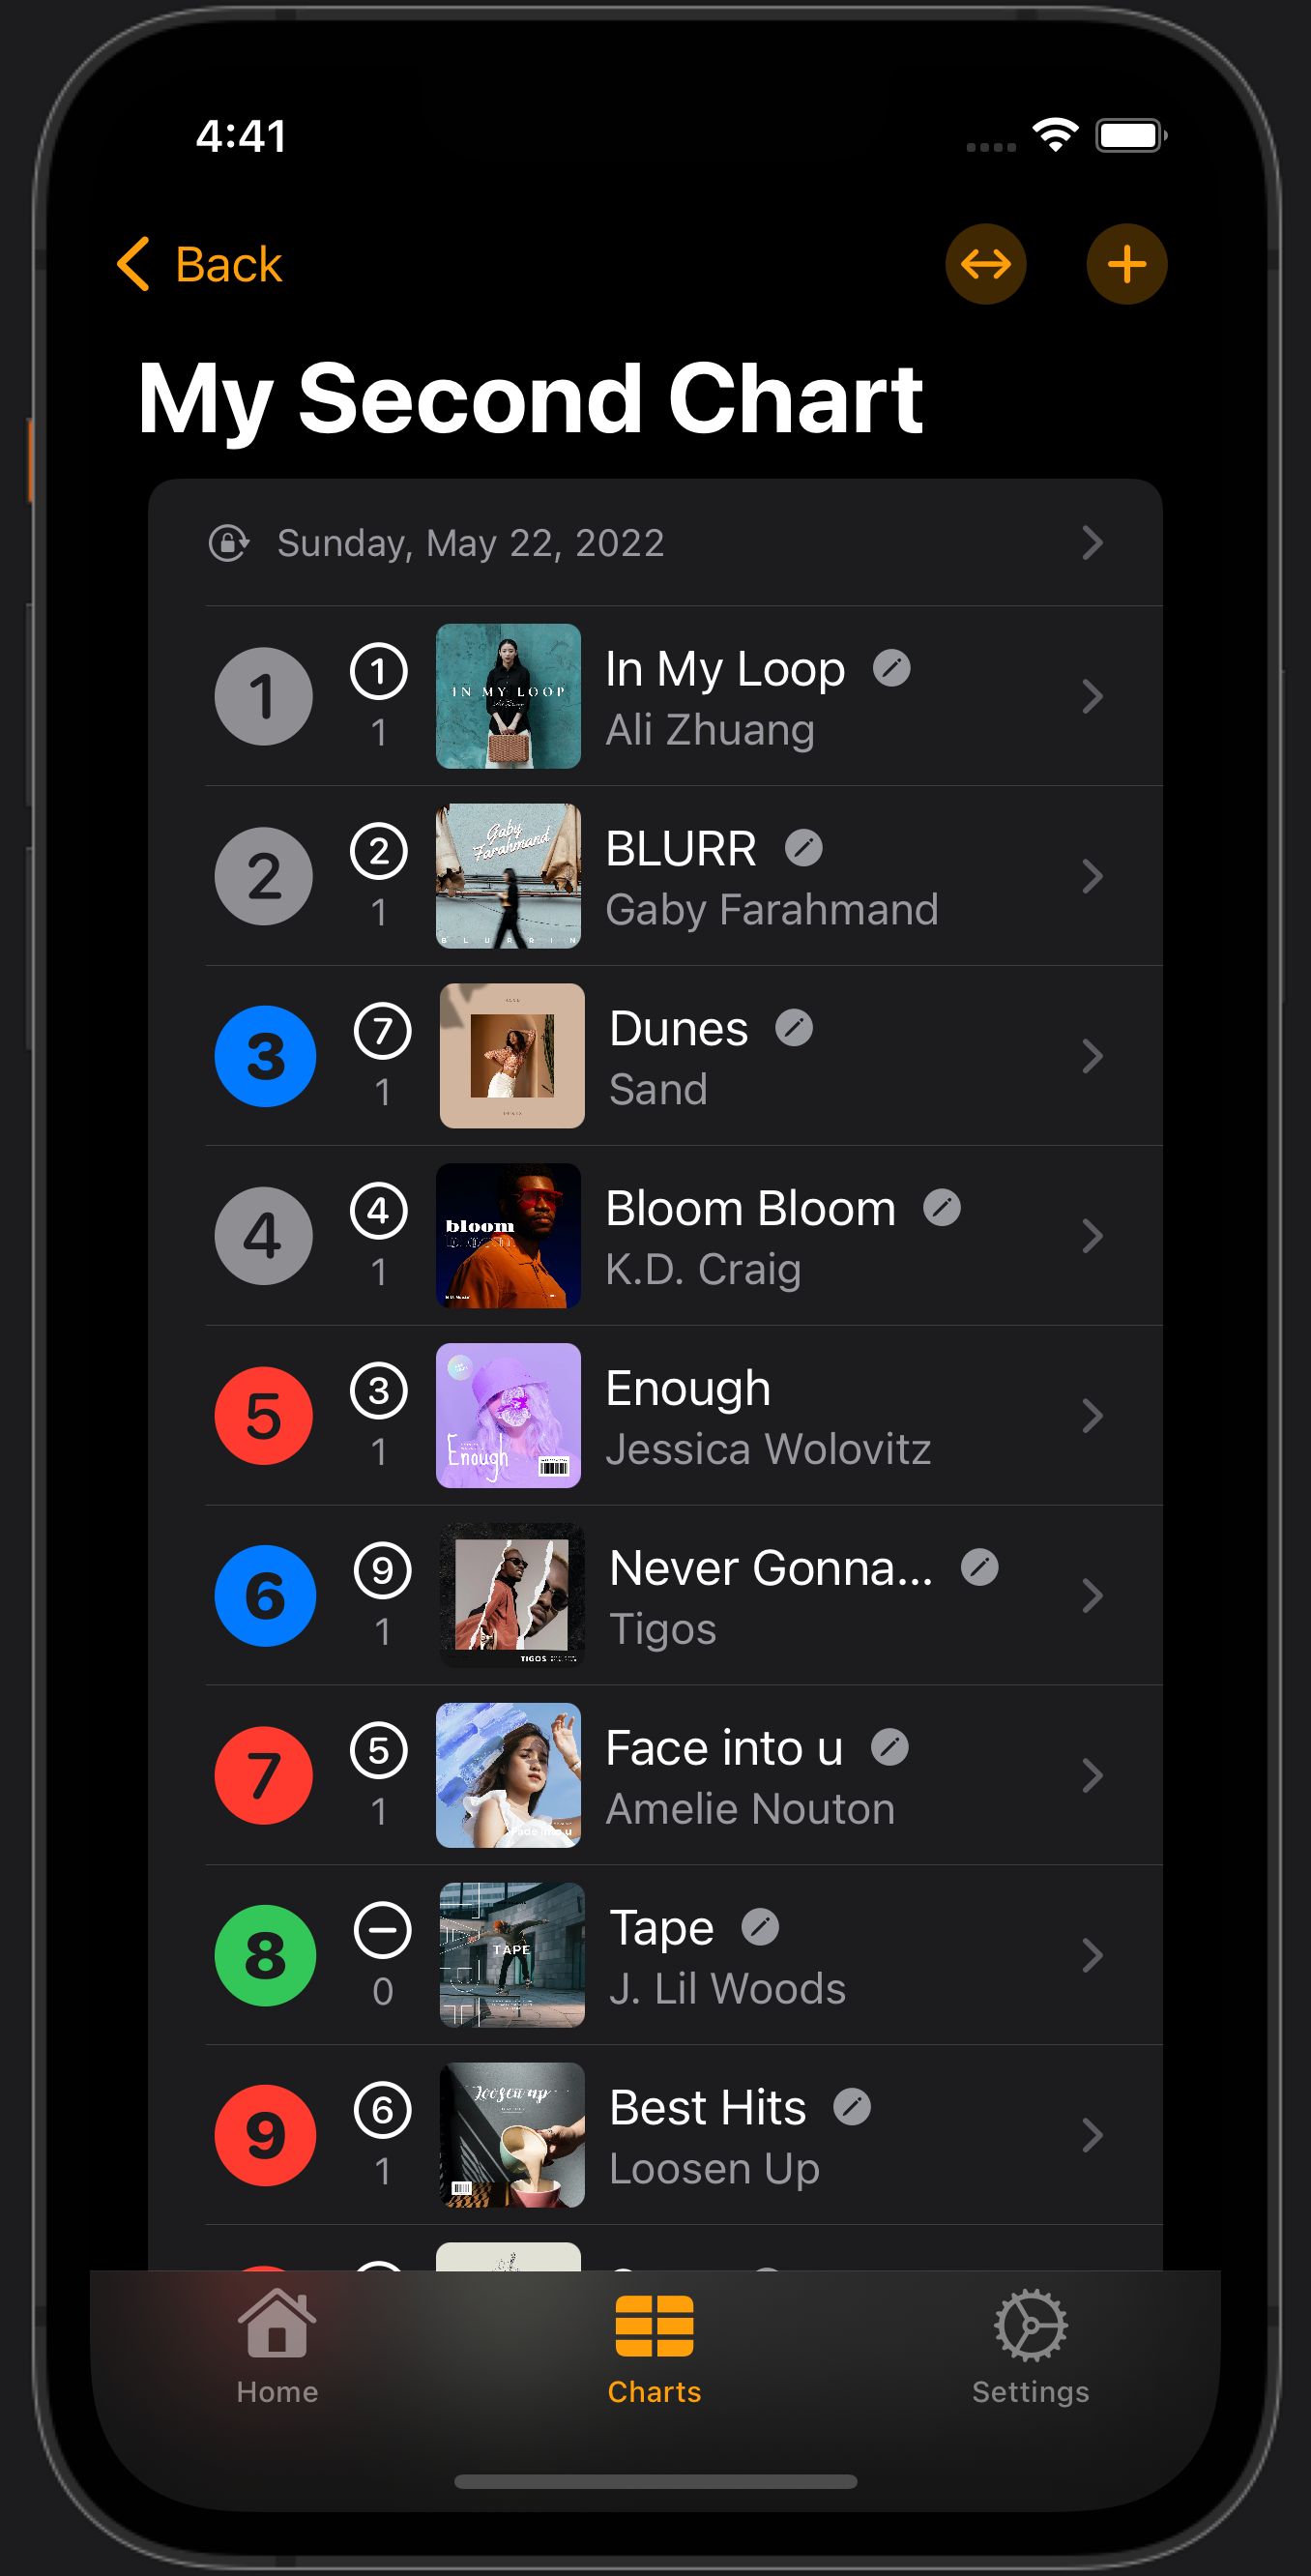 4:41
Back
My Second Chart
Sunday, May 22, 2022
1
1
1
IN MY LOOP
In My Loop
Ali Zhuang
2
2
1
Gaby
Farahmand
BLURRIN
BLURR
Gaby Farahmand
3
7
1
Dunes
Sand
4
4
1
bloom
Bloom Bloom
K.D. Craig
5
3
1
Enough
Enough
Jessica Wolovitz
6
9
1
TIGOS
Never Gonna...
Tigos
7
5
1
Face into u
Amelie Nouton
8
0
TAPE
Tape
J. Lil Woods
9
6
1
Loosen up
Best Hits
Loosen Up
Home
Charts
Settings